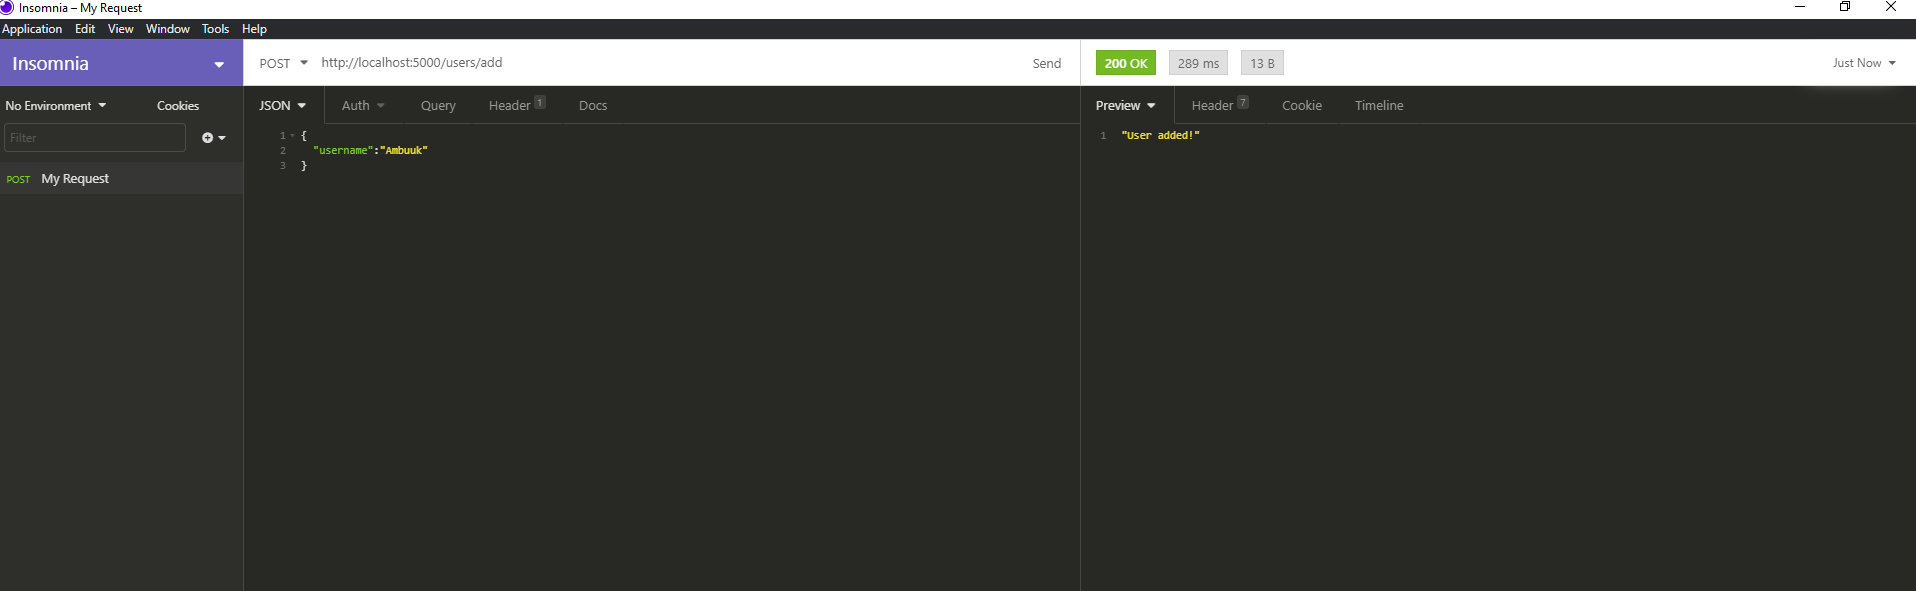 Insomnia – My Request
Application Edit View Window Tools Help
Insomnia
POST http://localhost:5000/users/add Send
200 OK 289 ms 13 B Just Now
No Environment Cookies
JSON Auth Query Header 1 Docs
Preview Header 7 Cookie Timeline
Filter
POST My Request
1 {
2 "username":"Ambuuk"
3 }
1 "User added!"